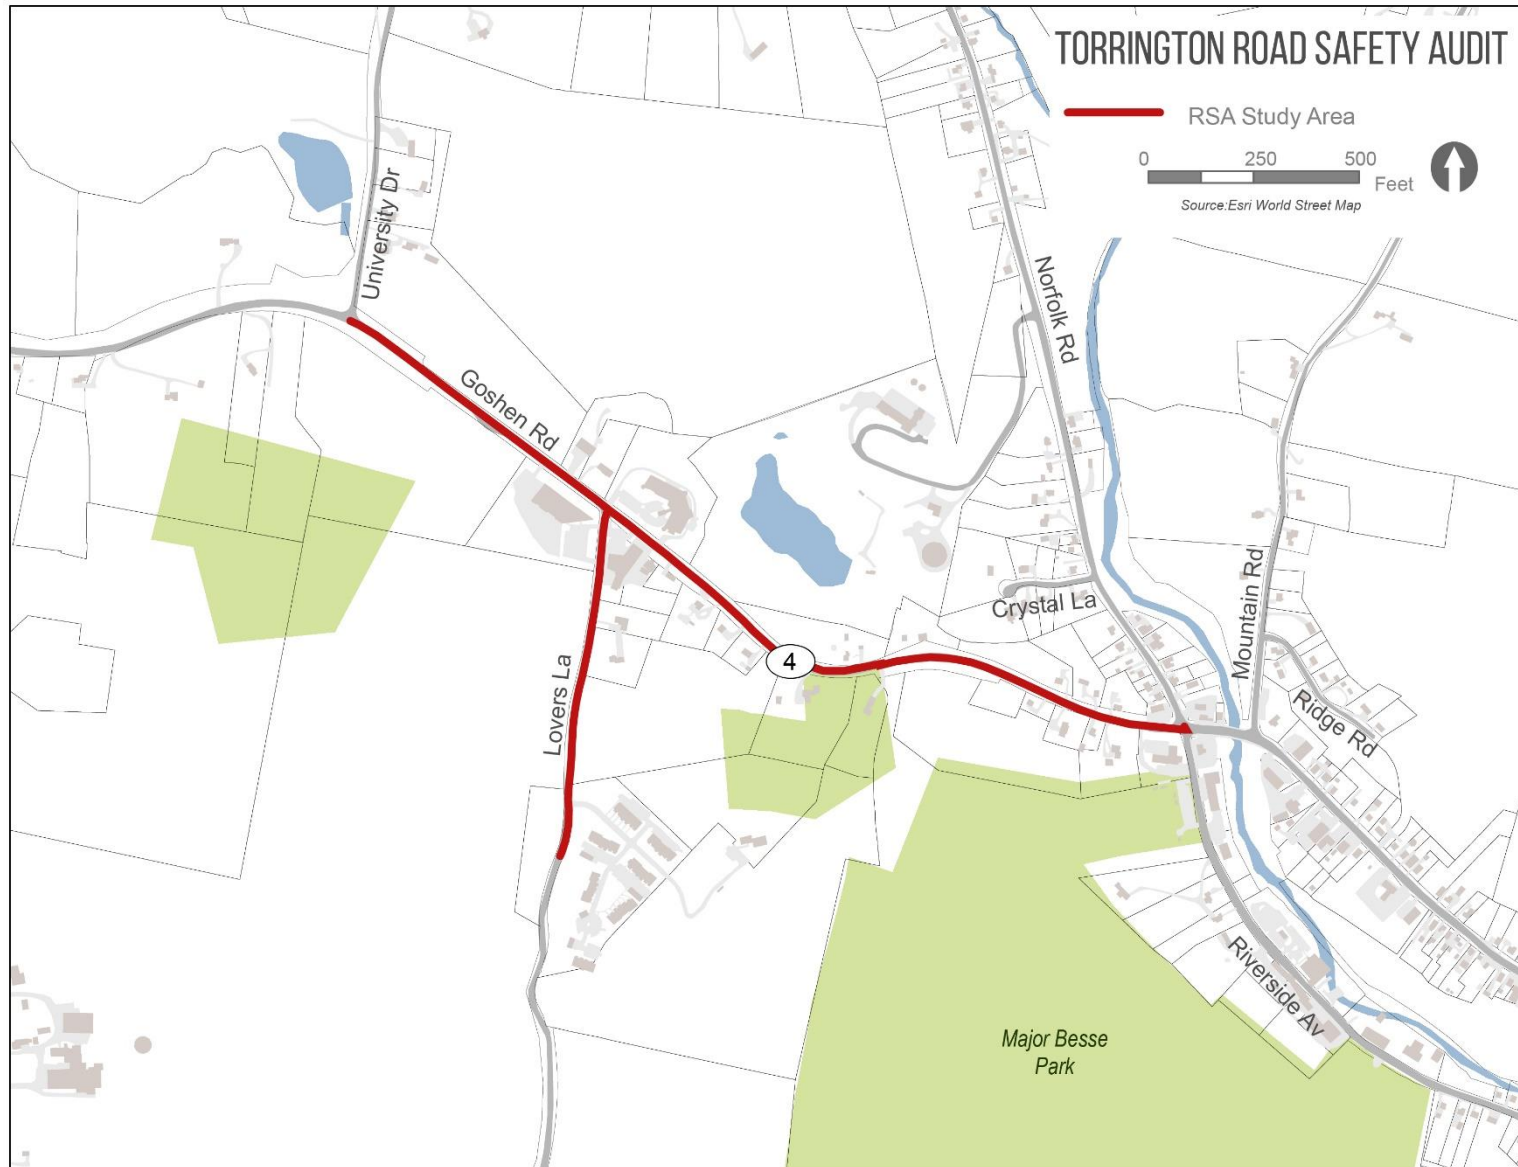 TORRINGTON ROAD SAFETY AUDIT
RSA Study Area
0 250 500
Feet
Source:Esri World Street Map
University Dr
Norfolk Rd
Goshen Rd
Crystal La
Mountain Rd
4
Lovers La
Ridge Rd
Riverside Av
Major Besse
Park